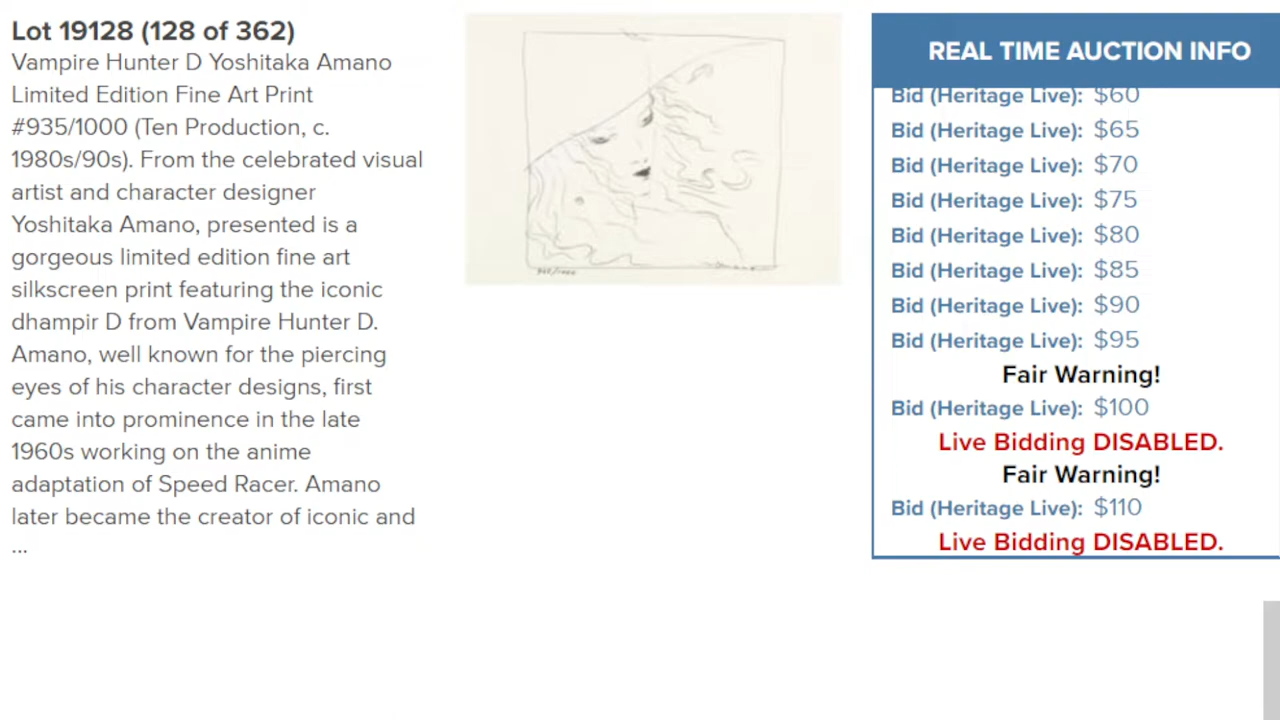 Lot 19128 (128 of 362)
Vampire Hunter D Yoshitaka Amano
Limited Edition Fine Art Print
#935/1000 (Ten Production, c.
1980s/90s). From the celebrated visual
artist and character designer
Yoshitaka Amano, presented is a
gorgeous limited edition fine art
silkscreen print featuring the iconic
dhampir D from Vampire Hunter D.
Amano, well known for the piercing
eyes of his character designs, first
came into prominence in the late
1960s working on the anime
adaptation of Speed Racer. Amano
later became the creator of iconic and
...
REAL TIME AUCTION INFO
Bid (Heritage Live): $60
Bid (Heritage Live): $65
Bid (Heritage Live): $70
Bid (Heritage Live): $75
Bid (Heritage Live): $80
Bid (Heritage Live): $85
Bid (Heritage Live): $90
Bid (Heritage Live): $95
Fair Warning!
Bid (Heritage Live): $100
Live Bidding DISABLED.
Fair Warning!
Bid (Heritage Live): $110
Live Bidding DISABLED.